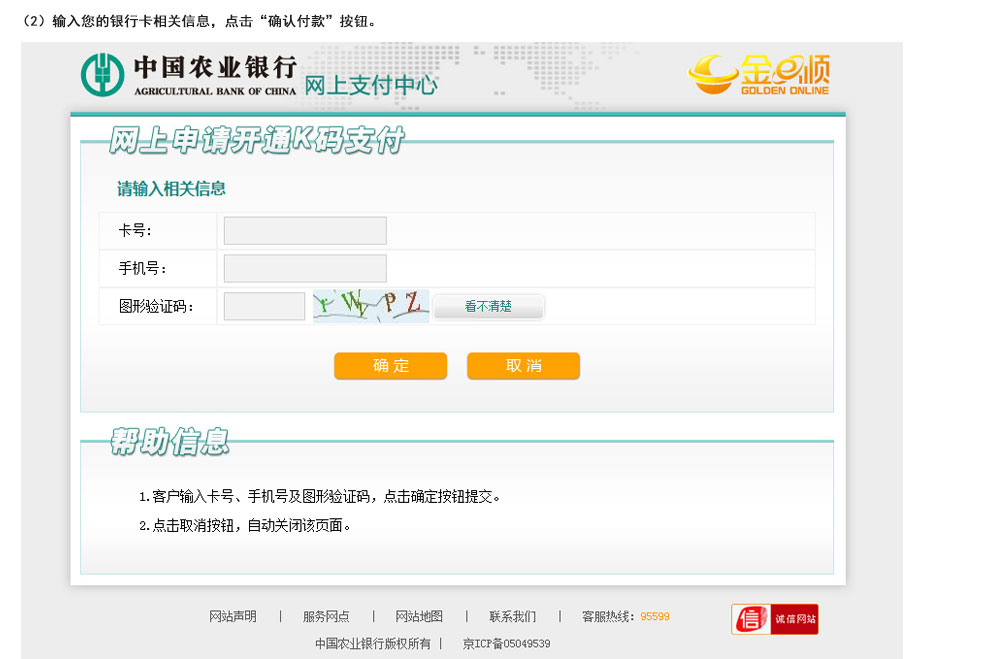 （2）输入您的银行卡相关信息，点击“确认付款”按钮。
中国农业银行
AGRICULTURAL BANK OF CHINA
网上支付中心
金e顺
GOLDEN ONLINE
网上申请开通K码支付
请输入相关信息
卡号：
手机号：
图形验证码：
rWPZ 看不清楚
确 定 取 消
帮助信息
1.客户输入卡号、手机号及图形验证码，点击确定按钮提交。
2.点击取消按钮，自动关闭该页面。
网站声明 | 服务网点 | 网站地图 | 联系我们 | 客服热线：95599
中国农业银行版权所有 | 京ICP备05049539
信 诚信网站